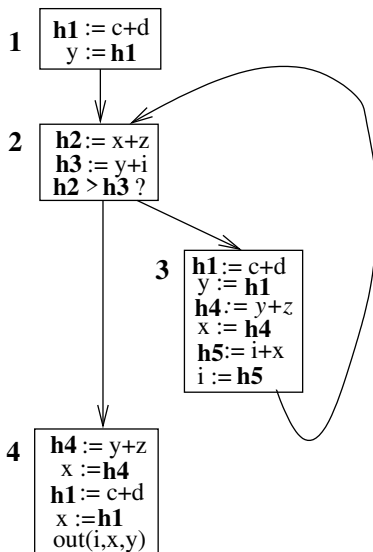 1
h1 := c+d
y := h1
2
h2 := x+z
h3 := y+i
h2 > h3 ?
3
h1 := c+d
y := h1
h4 := y+z
x := h4
h5 := i+x
i := h5
4
h4 := y+z
x :=h4
h1 := c+d
x :=h1
out(i,x,y)